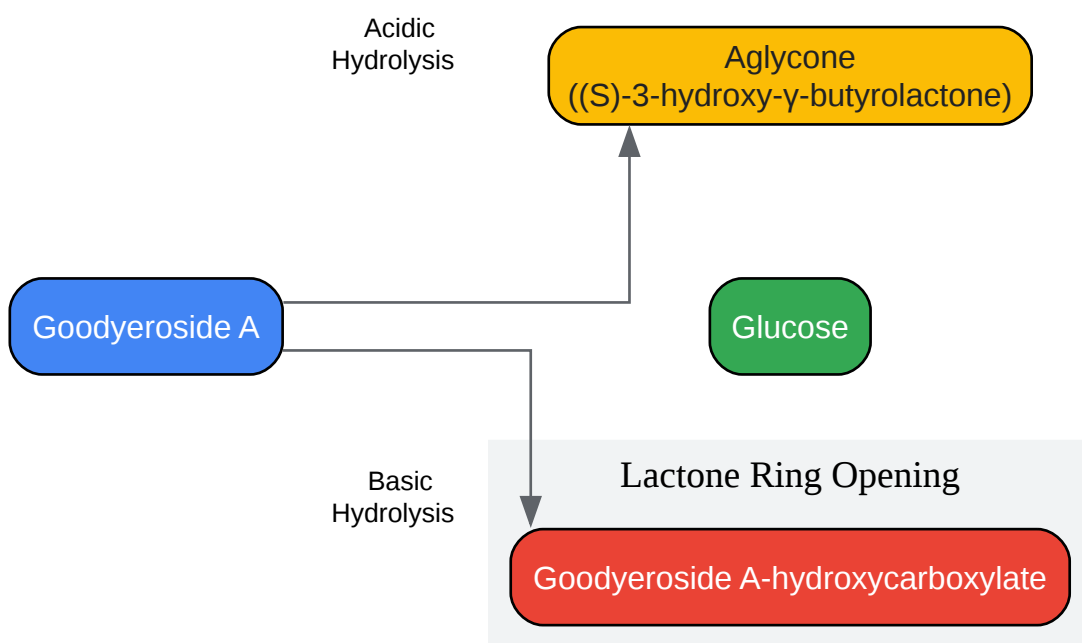 Acidic
Hydrolysis
Aglycone
((S)-3-hydroxy-γ-butyrolactone)
Goodyeroside A
Glucose
Basic
Hydrolysis
Lactone Ring Opening
Goodyeroside A-hydroxycarboxylate